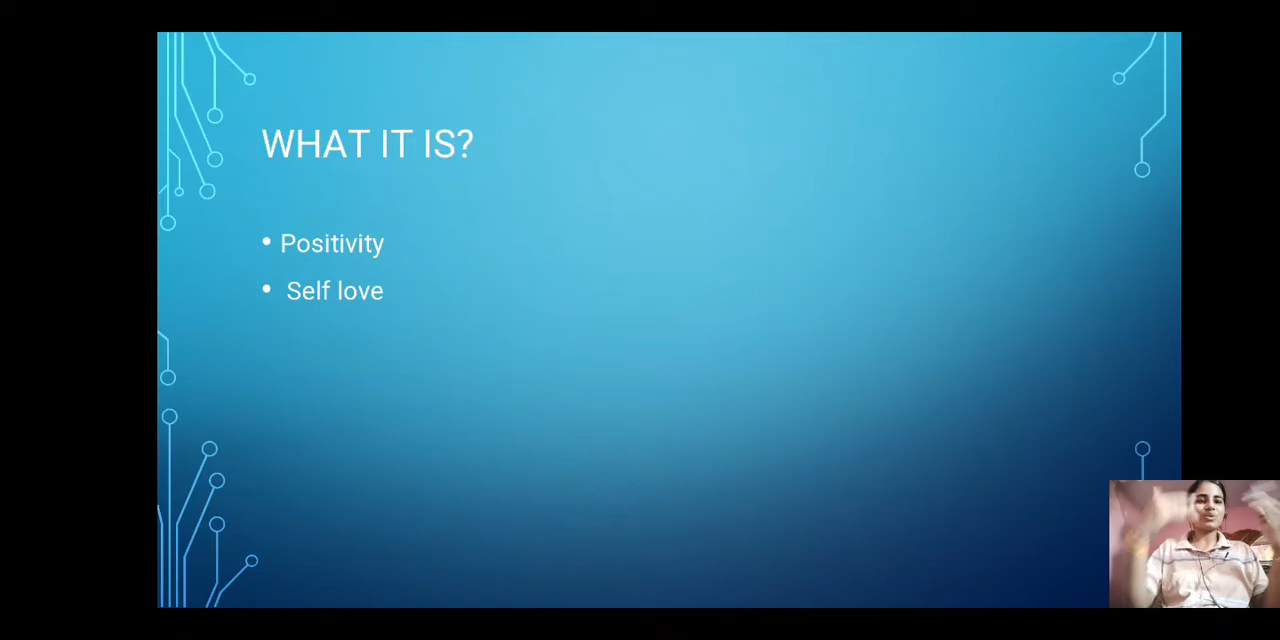 WHAT IT IS?
• Positivity
• Self love